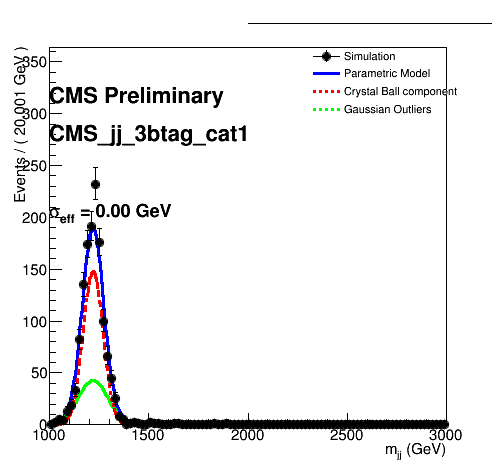 Simulation
Parametric Model
Crystal Ball component
Gaussian Outliers
CMS Preliminary
CMS_jj_3btag_cat1
σeff = 0.00 GeV
Events / ( 20.001 GeV )
350
300
250
200
150
100
50
0
1000 1500 2000 2500 3000
mjj (GeV)